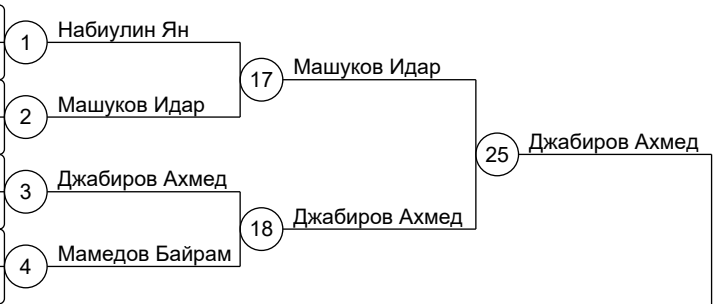 1 Набиулин Ян
17 Машуков Идар
2 Машуков Идар
25 Джабиров Ахмед
3 Джабиров Ахмед
18 Джабиров Ахмед
4 Мамедов Байрам